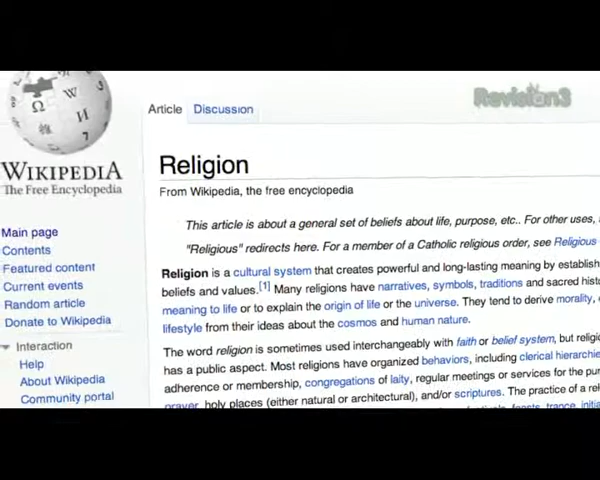 Revision3
Article Discussion
WIKIPEDIA
The Free Encyclopedia
Religion
From Wikipedia, the free encyclopedia
Main page
Contents
Featured content
Current events
Random article
Donate to Wikipedia
Interaction
Help
About Wikipedia
Community portal
This article is about a general set of beliefs about life, purpose, etc.. For other uses,
"Religious" redirects here. For a member of a Catholic religious order, see Religious
Religion is a cultural system that creates powerful and long-lasting meaning by
beliefs and values.[1] Many religions have narratives, symbols, traditions and sacred
meaning to life or to explain the origin of life or the universe. They tend to derive morality,
lifestyle from their ideas about the cosmos and human nature.
The word religion is sometimes used interchangeably with faith or belief system, but
has a public aspect. Most religions have organized behaviors, including clerical
adherence or membership, congregations of laity, regular meetings or services for the
prayer, holy places (either natural or architectural), and/or scriptures. The practice of a
feasts, trance,